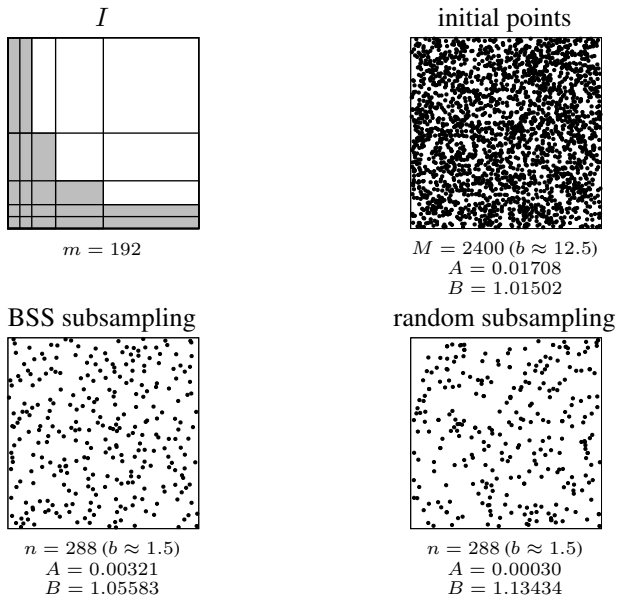 I
initial points
m = 192
M = 2400 (b ≈ 12.5)
A = 0.01708
B = 1.01502
BSS subsampling
random subsampling
n = 288 (b ≈ 1.5)
A = 0.00321
B = 1.05583
n = 288 (b ≈ 1.5)
A = 0.00030
B = 1.13434